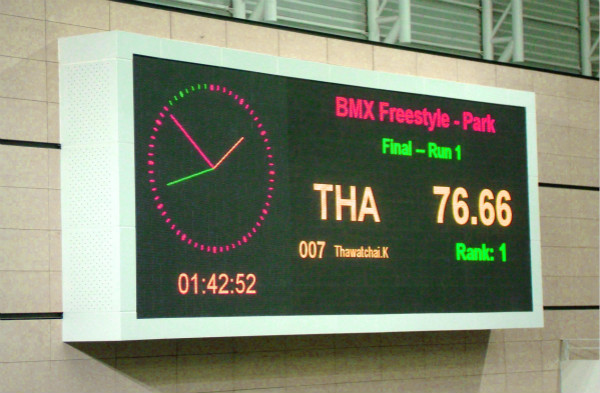 BMX Freestyle - Park
Final – Run 1
THA 76.66
007 Thawatchai.K Rank: 1
01:42:52